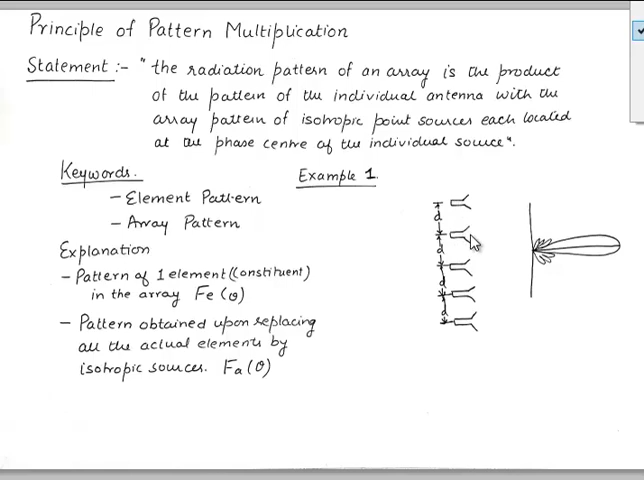 Principle of Pattern Multiplication
Statement :- "the radiation pattern of an array is the product
of the pattern of the individual antenna with the
array pattern of isotropic point sources each located
at the phase centre of the individual source".
Keywords.
- Element Pattern
- Array Pattern
Explanation
- Pattern of 1 element (constituent)
in the array Fe(θ)
- Pattern obtained upon replacing
all the actual elements by
isotropic sources. Fa(θ)
Example 1.
d
d
d
d